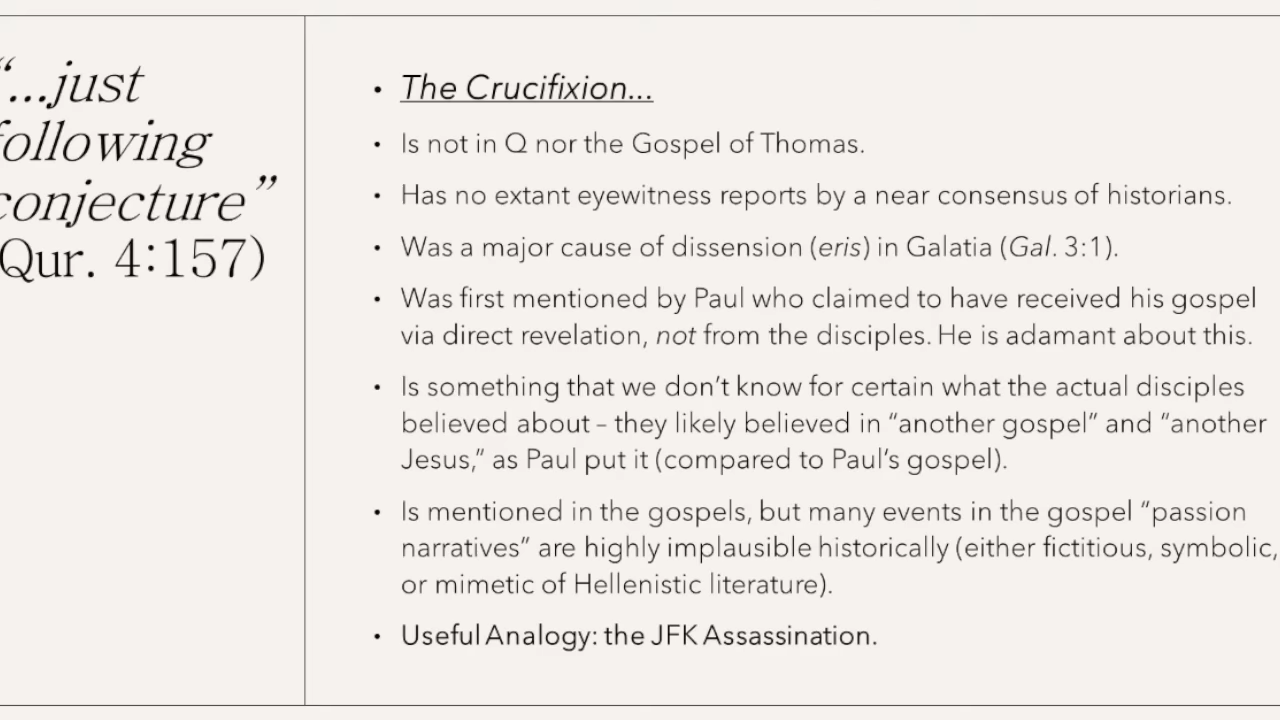 “...just
following
conjecture”
(Qur. 4:157)
• The Crucifixion...
• Is not in Q nor the Gospel of Thomas.
• Has no extant eyewitness reports by a near consensus of historians.
• Was a major cause of dissension (eris) in Galatia (Gal. 3:1).
• Was first mentioned by Paul who claimed to have received his gospel
via direct revelation, not from the disciples. He is adamant about this.
• Is something that we don’t know for certain what the actual disciples
believed about – they likely believed in “another gospel” and “another
Jesus,” as Paul put it (compared to Paul’s gospel).
• Is mentioned in the gospels, but many events in the gospel “passion
narratives” are highly implausible historically (either fictitious, symbolic,
or mimetic of Hellenistic literature).
• Useful Analogy: the JFK Assassination.